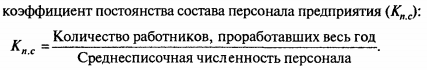 коэффициент постоянства состава персонала предприятия (Kп.с):
Kп.с = Количество работников, проработавших весь год
Среднесписочная численность персонала.